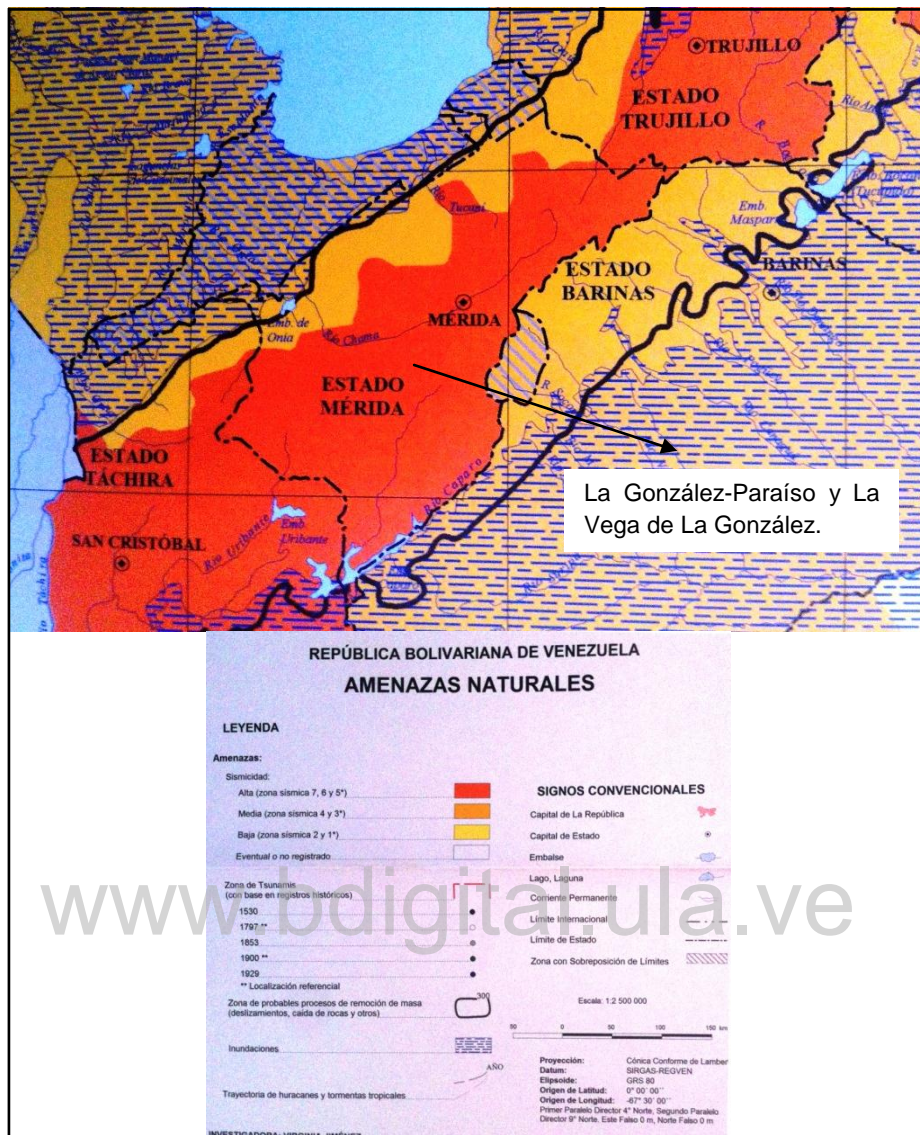 TRUJILLO
ESTADO
TRUJILLO
Río Tucaní
Emb.
ESTADO
BARINAS
BARINAS
MÉRIDA
Emb. de
Onia
Río Chama
ESTADO
MÉRIDA
ESTADO
TÁCHIRA
Río Caparo
La González-Paraíso y La
Vega de La González.
SAN CRISTÓBAL
Río Uribante
Emb.
Uribante
REPÚBLICA BOLIVARIANA DE VENEZUELA
AMENAZAS NATURALES
LEYENDA
Amenazas:
Sismicidad:
Alta (zona sísmica 7, 6 y 5*)
Media (zona sísmica 4 y 3*)
Baja (zona sísmica 2 y 1*)
Eventual o no registrado
Zona de Tsunamis
(con base en registros históricos)
1530
1797 **
1853
1900 **
1929
** Localización referencial
Zona de probables procesos de remoción de masa
(deslizamientos, caída de rocas y otros)
300
Inundaciones
AÑO
Trayectoria de huracanes y tormentas tropicales
SIGNOS CONVENCIONALES
Capital de La República
Capital de Estado
Embalse
Lago, Laguna
Corriente Permanente
Límite Internacional
Límite de Estado
Zona con Sobreposición de Límites
Escala: 1:2 500 000
50 0 50 100 150 km
Proyección: Cónica Conforme de Lamber
Datum: SIRGAS-REGVEN
Elipsoide: GRS 80
Origen de Latitud: 0° 00' 00''
Origen de Longitud: -67° 30' 00''
Primer Paralelo Director 4° Norte, Segundo Paralelo
Director 9° Norte. Este Falso 0 m, Norte Falso 0 m
INVESTIGADORA: VIRGINIA JIMÉNEZ
www.bdigital.ula.ve